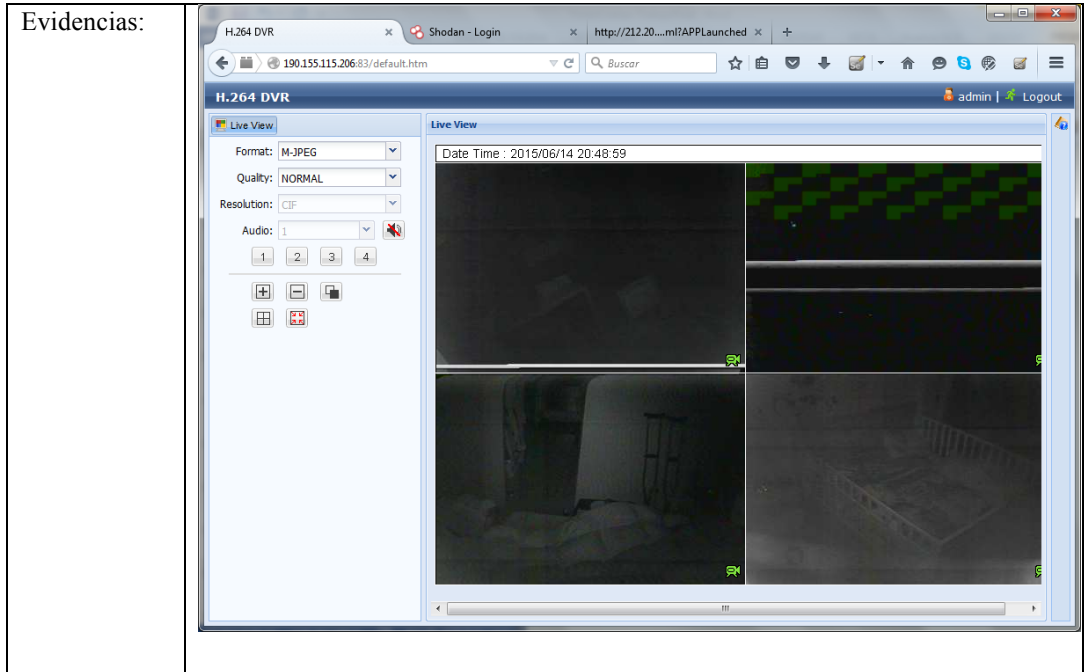 Evidencias:
H.264 DVR
Shodan - Login
http://212.20....ml?APPLaunched
190.155.115.206:83/default.htm
Buscar
H.264 DVR
admin | Logout
Live View
Live View
Format: M-JPEG
Quality: NORMAL
Resolution: CIF
Audio: 1
1 2 3 4
Date Time : 2015/06/14 20:48:59